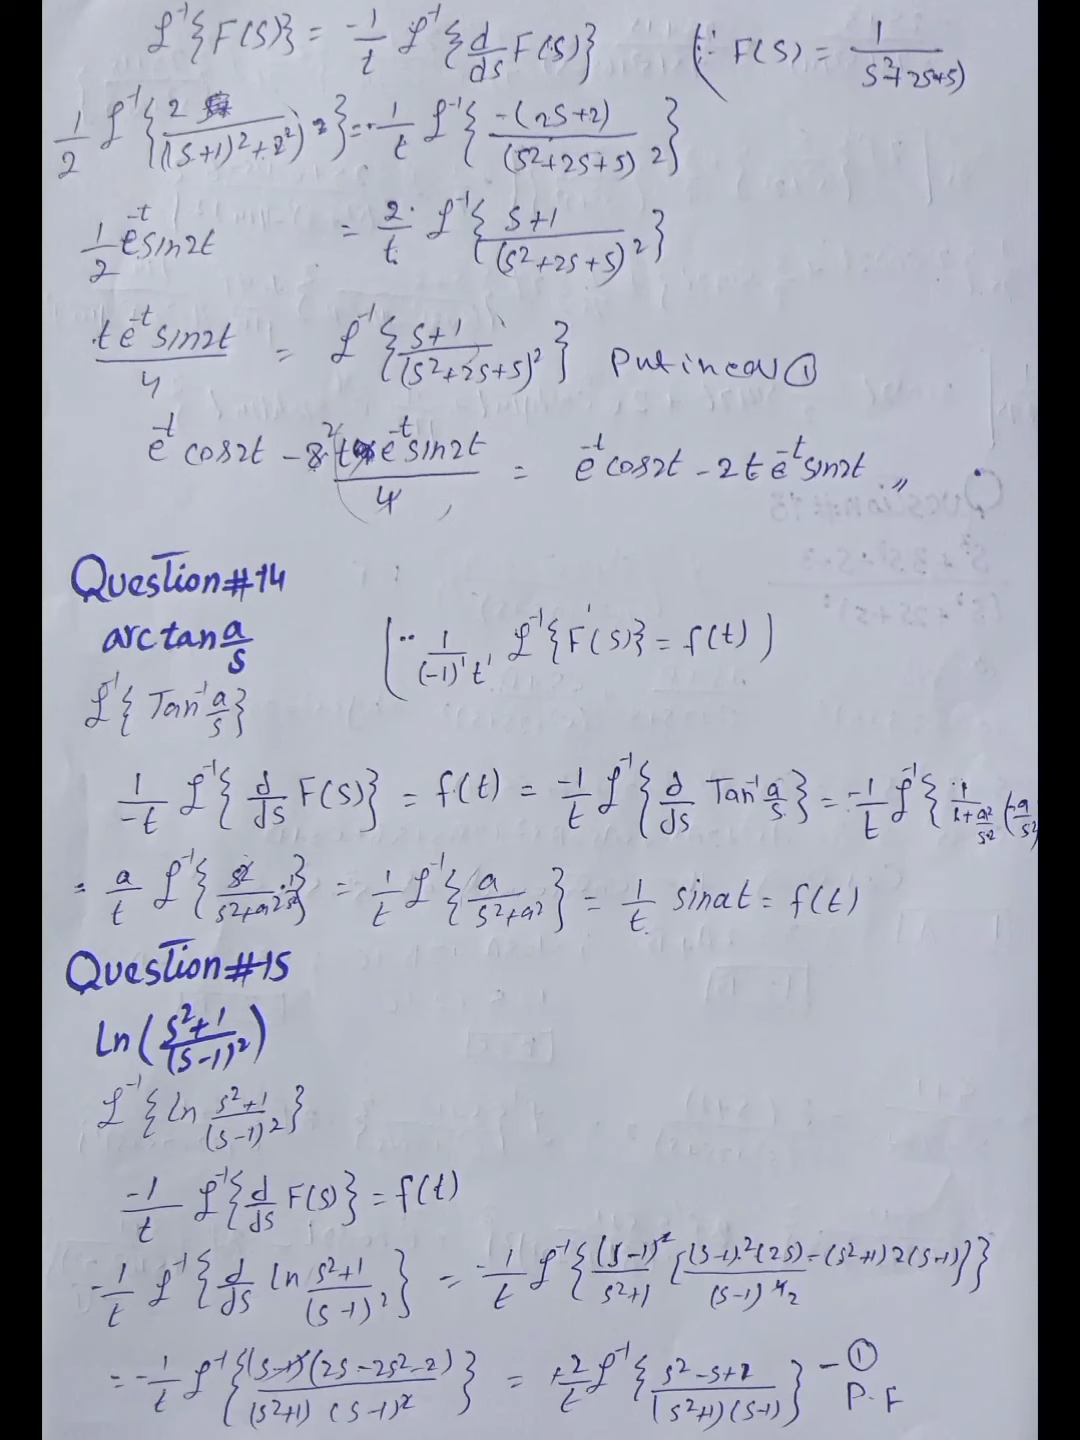 ℒ⁻¹{F(S)} = -1/t ℒ⁻¹{d/ds F(S)} (∵ F(S) = 1/(s²+2s+5))
1/2 ℒ⁻¹{2/((S+1)²+2²)} = -1/t ℒ⁻¹{-(2S+2)/(S²+2S+5)²}
1/2 e⁻ᵗ sin2t = 2/t ℒ⁻¹{S+1/(S²+2S+5)²}
t e⁻ᵗ sin2t/4 = ℒ⁻¹{S+1/(S²+2S+5)²} Put in eq ①
e⁻ᵗ cos2t - 8 t e⁻ᵗ sin2t/4 = e⁻ᵗ cos2t - 2t e⁻ᵗ sin2t
Question#14
arctan a/s (∵ 1/(-1)¹t¹ ℒ⁻¹{F'(S)} = f(t))
ℒ⁻¹{Tan⁻¹ a/s}
1/-t ℒ⁻¹{d/ds F(S)} = f(t) = -1/t ℒ⁻¹{d/ds Tan⁻¹ a/s} = -1/t ℒ⁻¹{1/(1+a²/s²) (-a/s²)
= a/t ℒ⁻¹{s²/(s²+a²) · 1/s²} = 1/t ℒ⁻¹{a/(s²+a²)} = 1/t sinat = f(t)
Question#15
Ln(S²+1/(S-1)²)
ℒ⁻¹{ln s²+1/(s-1)²}
-1/t ℒ⁻¹{d/ds F(S)} = f(t)
-1/t ℒ⁻¹{d/ds ln s²+1/(s-1)²} = -1/t ℒ⁻¹{(s-1)²/(s²+1) {(s-1)²(2s) - (s²+1)2(s-1)/(s-1)⁴}}
= -1/t ℒ⁻¹{(s-1)(2s-2s²-2)/(s²+1)(s-1)²} = +2/t ℒ⁻¹{s²-s+2/(s²+1)(s-1)} - ①
P.F